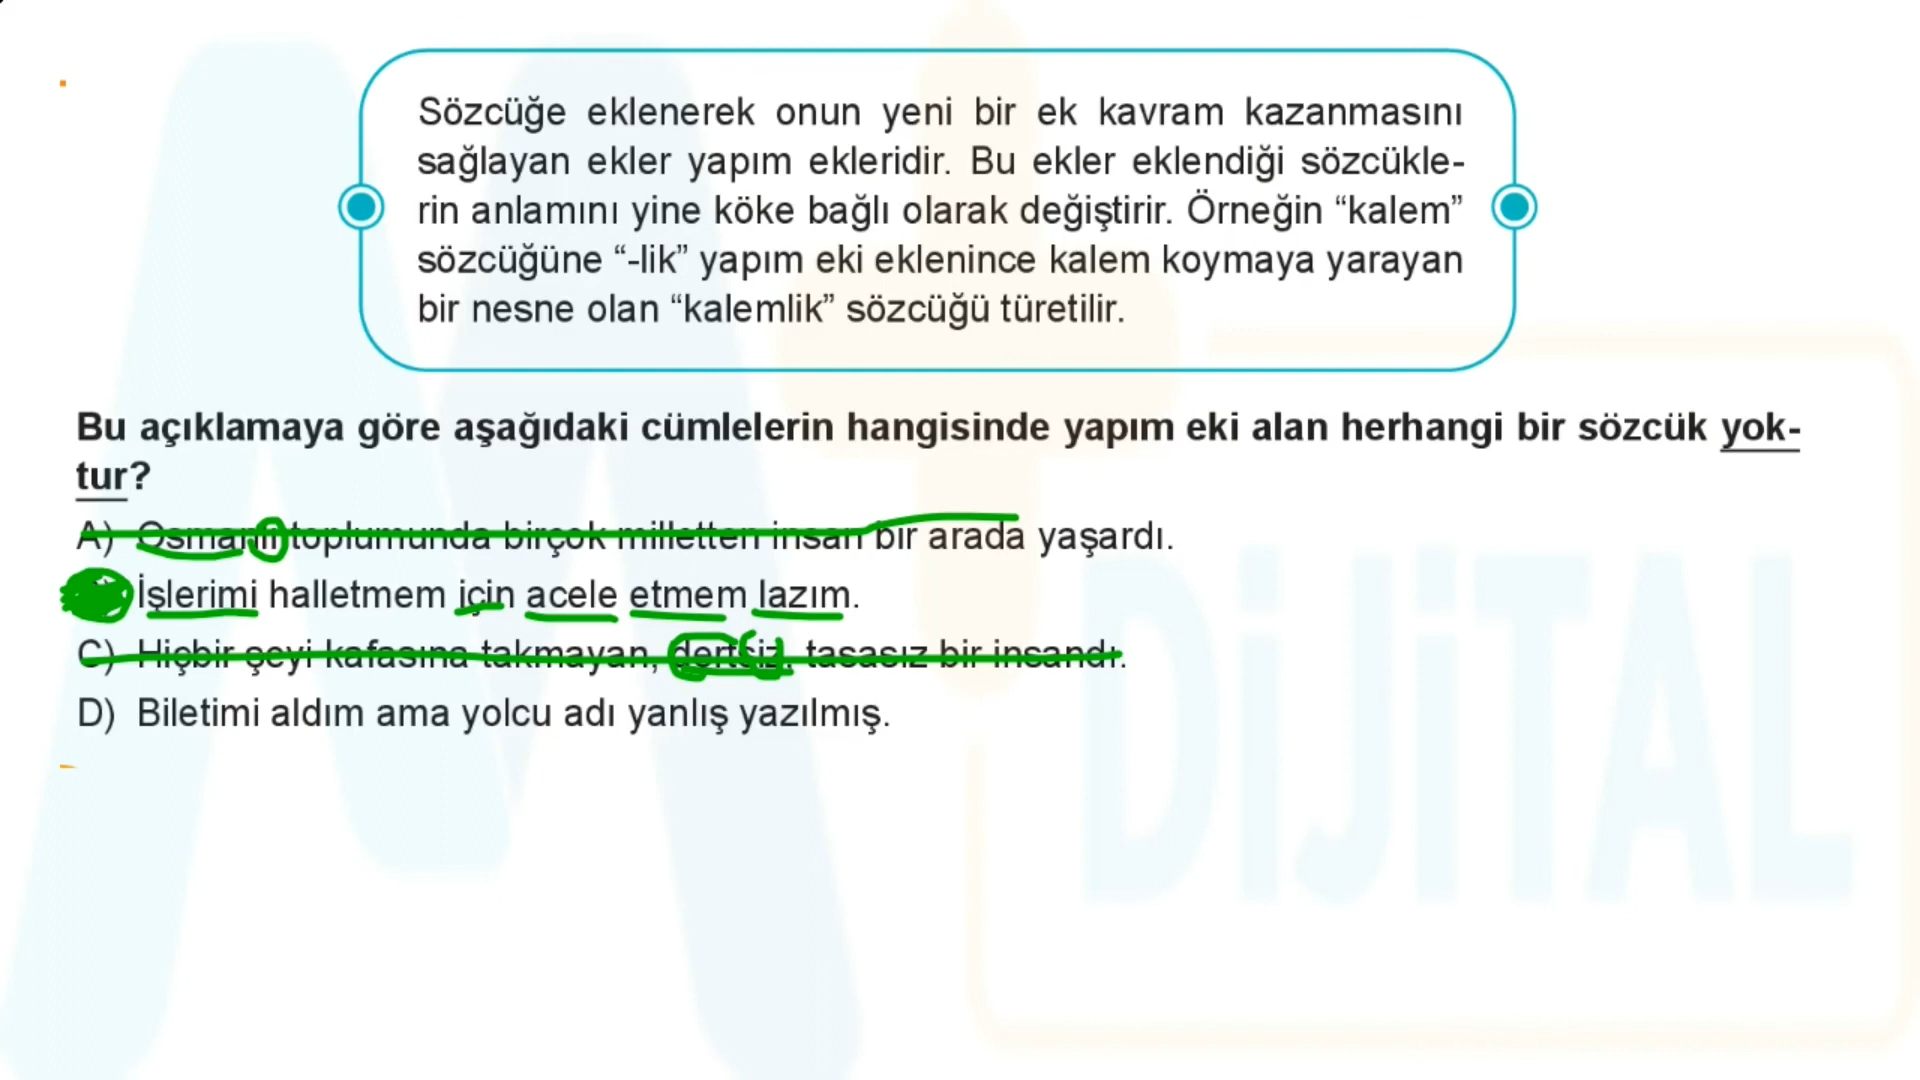 Sözcüğe eklenerek onun yeni bir ek kavram kazanmasını
sağlayan ekler yapım ekleridir. Bu ekler eklendiği sözcükle-
rin anlamını yine köke bağlı olarak değiştirir. Örneğin “kalem”
sözcüğüne “-lik” yapım eki eklenince kalem koymaya yarayan
bir nesne olan “kalemlik” sözcüğü türetilir.
Bu açıklamaya göre aşağıdaki cümlelerin hangisinde yapım eki alan herhangi bir sözcük yok-
tur?
A) Osmanlı toplumunda birçok milletten insan bir arada yaşardı.
İşlerimi halletmem için acele etmem lazım.
C) Hiçbir şeyi kafasına takmayan, dertsiz, tasasız bir insandı.
D) Biletimi aldım ama yolcu adı yanlış yazılmış.
DİJİTAL